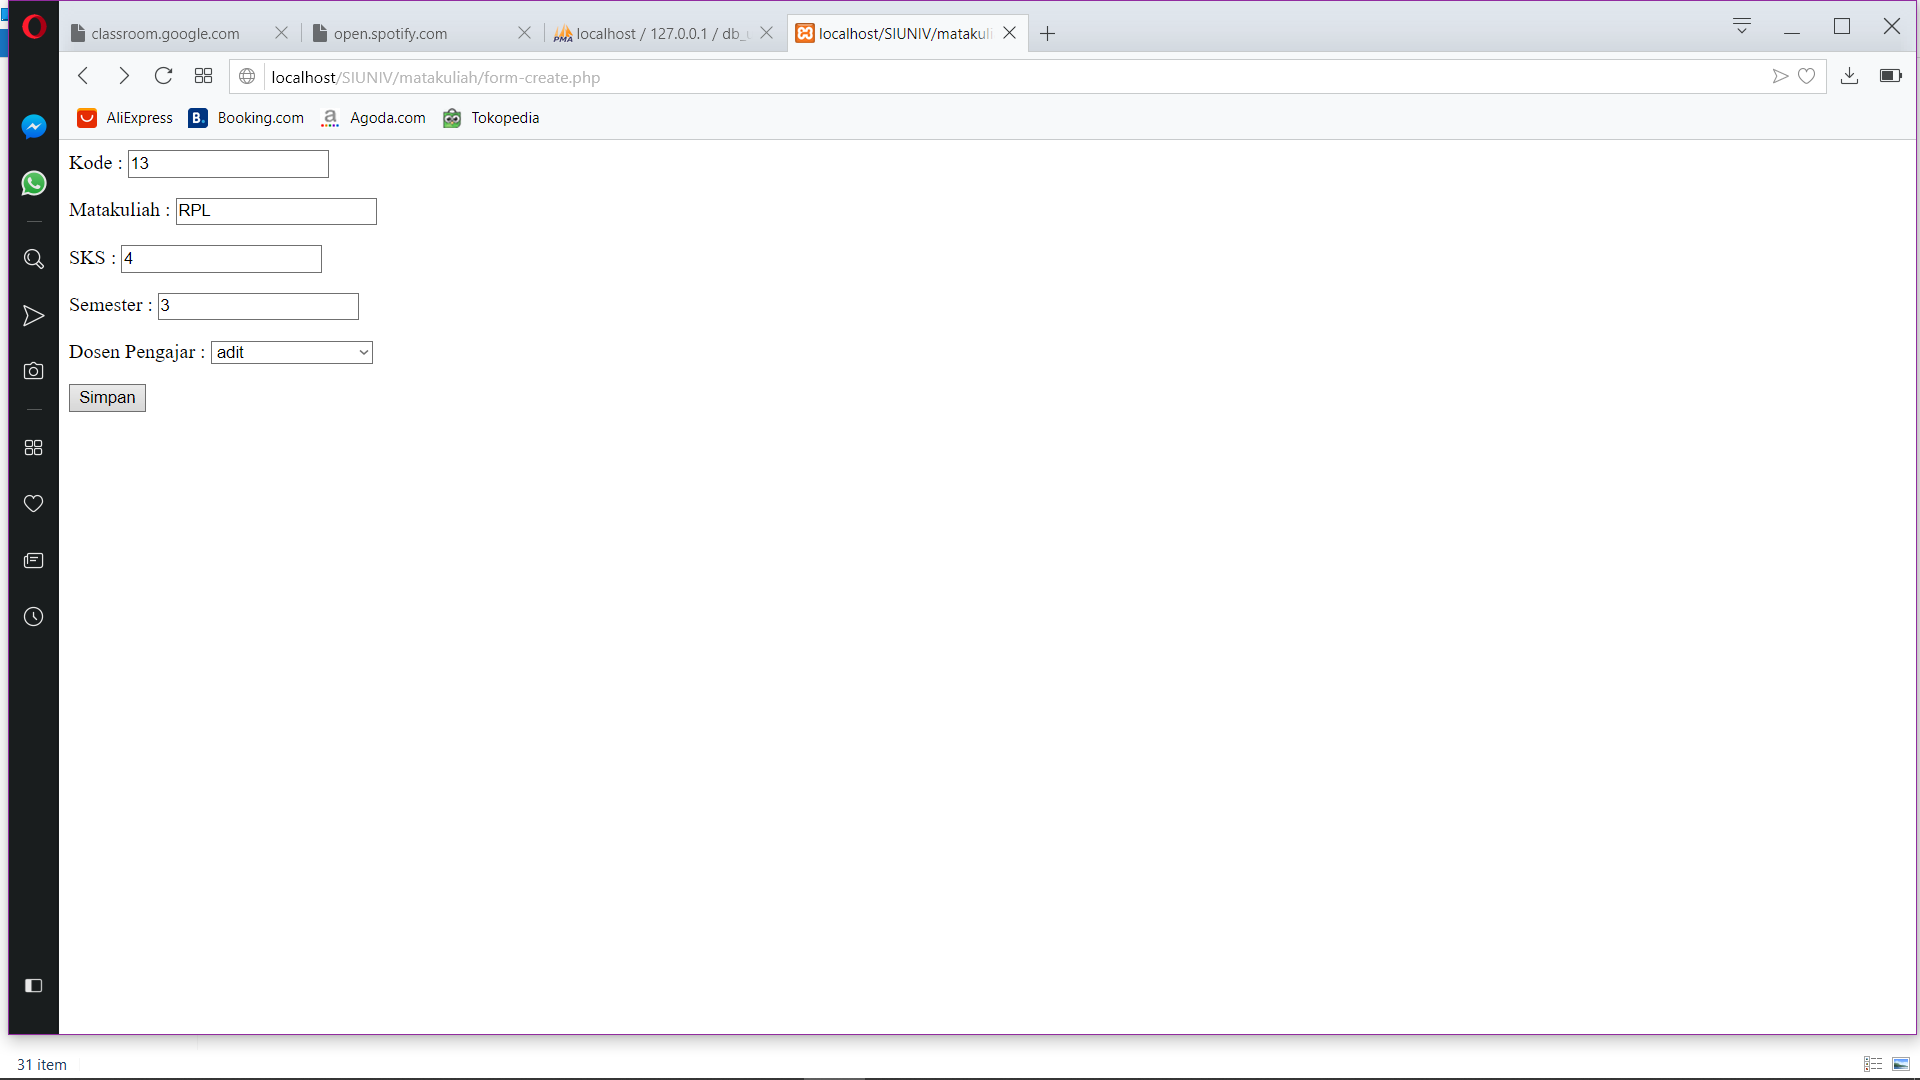 classroom.google.com
open.spotify.com
PMA localhost / 127.0.0.1 / db_
localhost/SIUNIV/matakuli
localhost/SIUNIV/matakuliah/form-create.php
AliExpress
B. Booking.com
a Agoda.com
Tokopedia
Kode : 13
Matakuliah : RPL
SKS : 4
Semester : 3
Dosen Pengajar : adit
Simpan
31 item